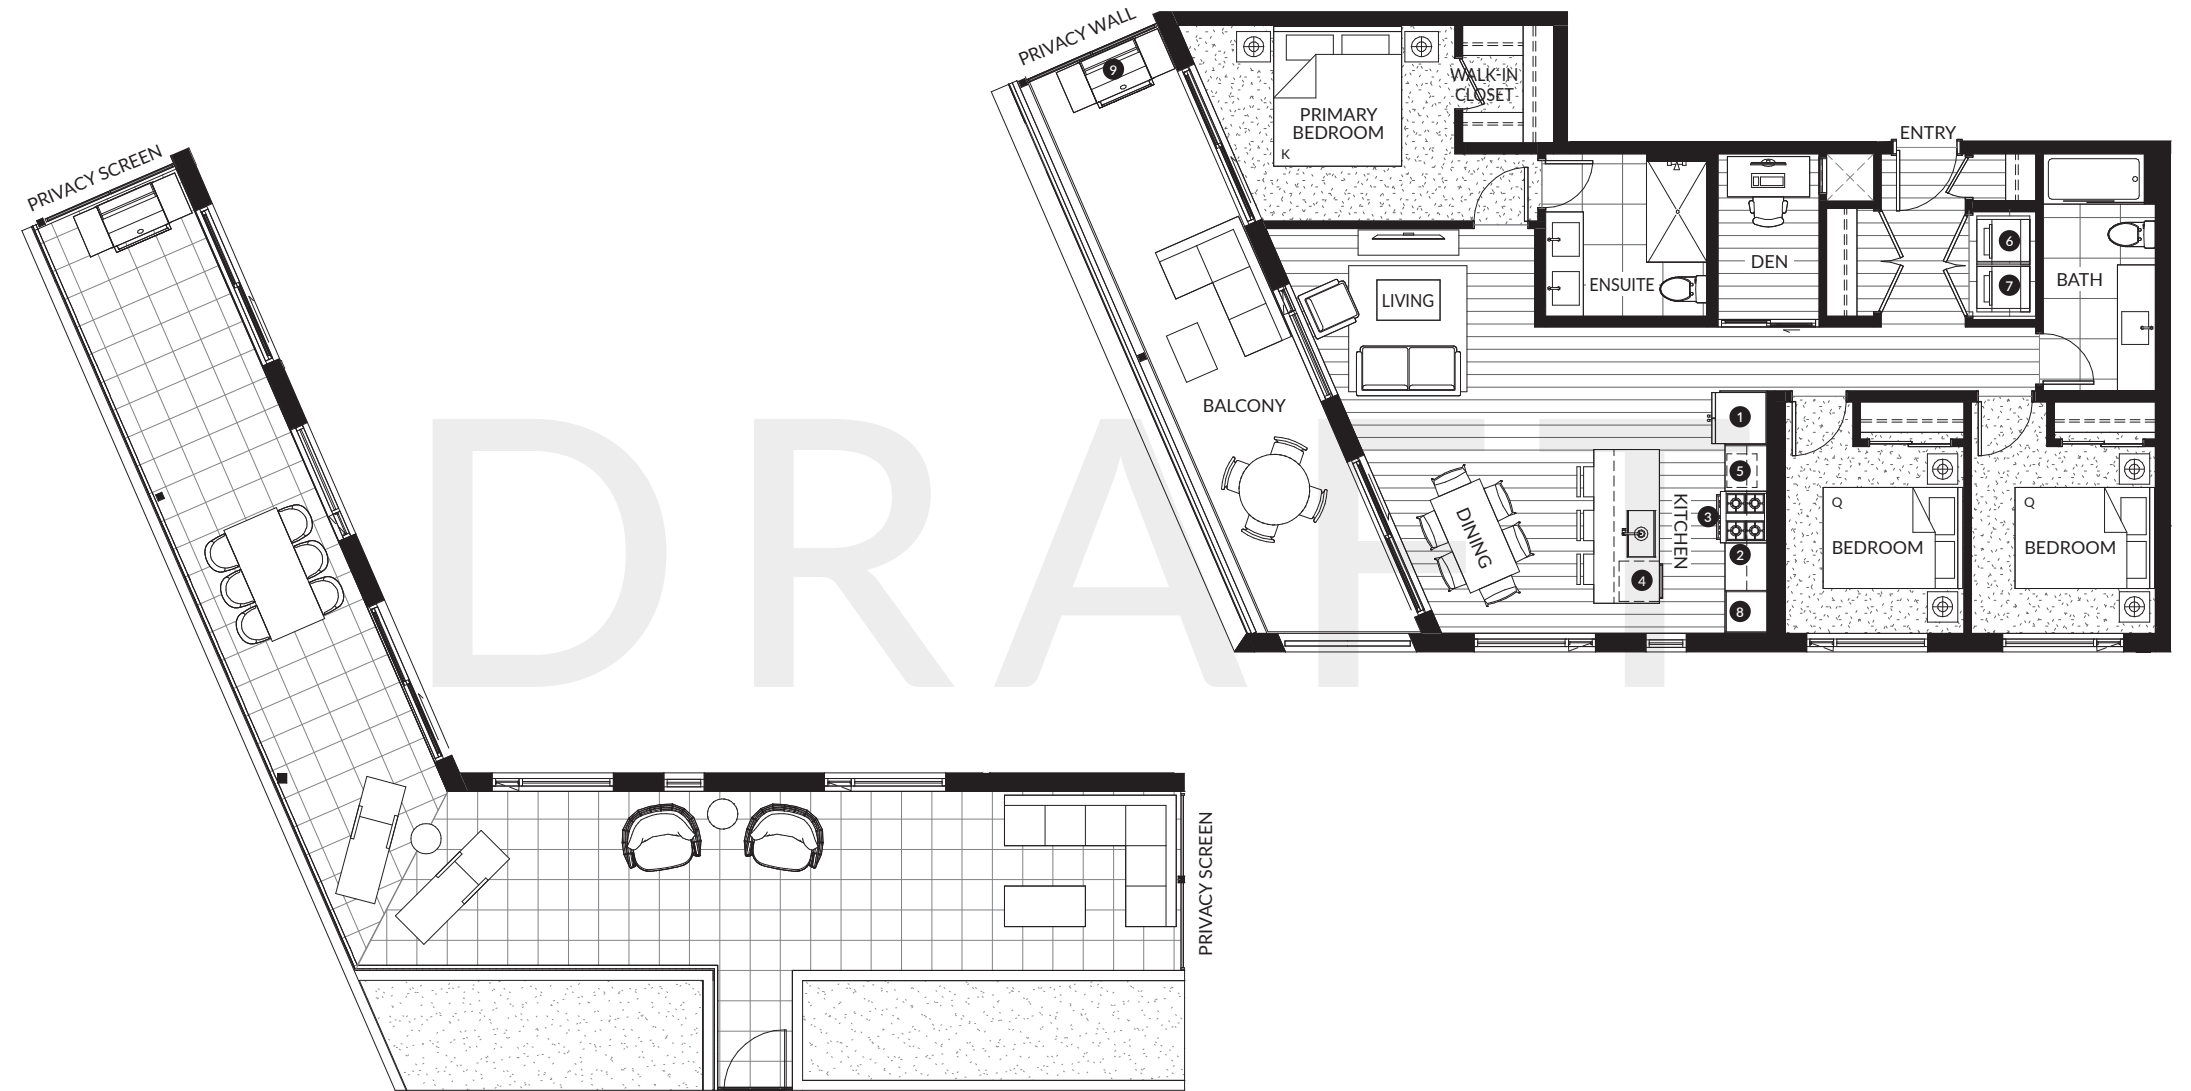 PRIVACY WALL
9
WALK-IN
CLOSET
PRIMARY
BEDROOM
K
ENTRY
PRIVACY SCREEN
6
DEN
7
BATH
ENSUITE
LIVING
BALCONY
1
5
KITCHEN
3
DINING
2
4
8
Q
BEDROOM
Q
BEDROOM
DRAFT
PRIVACY SCREEN